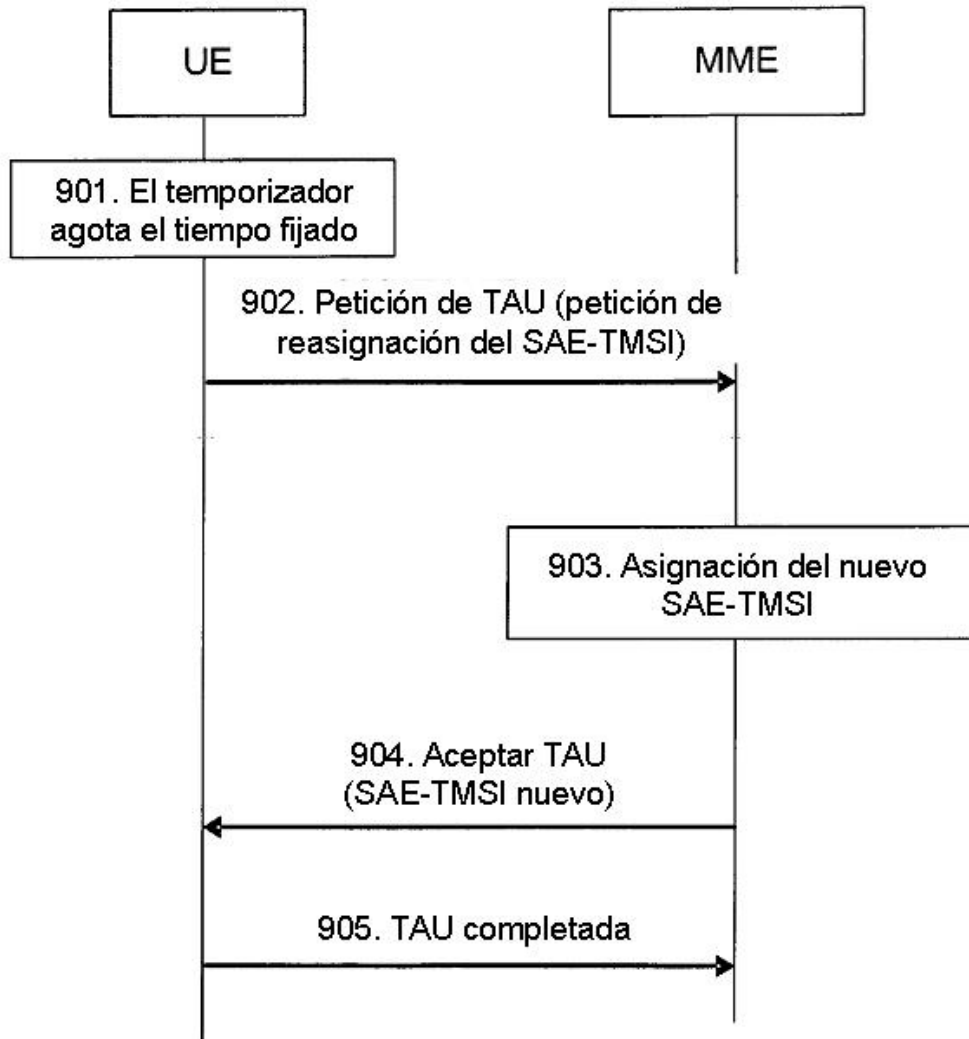 UE
MME
901. El temporizador
agota el tiempo fijado
902. Petición de TAU (petición de
reasignación del SAE-TMSI)
903. Asignación del nuevo
SAE-TMSI
904. Aceptar TAU
(SAE-TMSI nuevo)
905. TAU completada